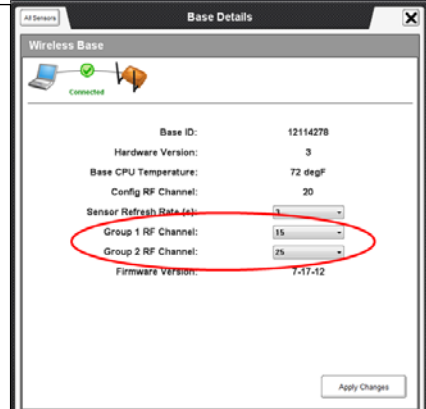 All Sensors
Base Details
X
Wireless Base
Connected
Base ID: 12114278
Hardware Version: 3
Base CPU Temperature: 72 degF
Config RF Channel: 20
Sensor Refresh Rate (s):
Group 1 RF Channel: 15
Group 2 RF Channel: 25
Firmware Version: 7-17-12
Apply Changes